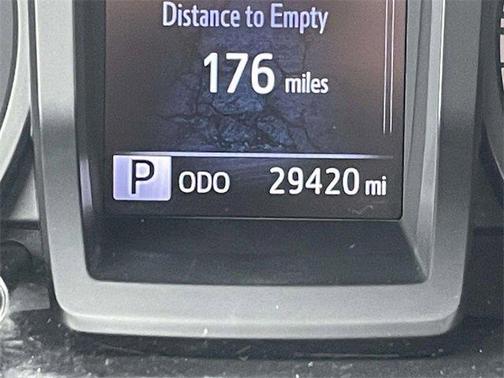 Distance to Empty
176 miles
P ODO 29420 mi